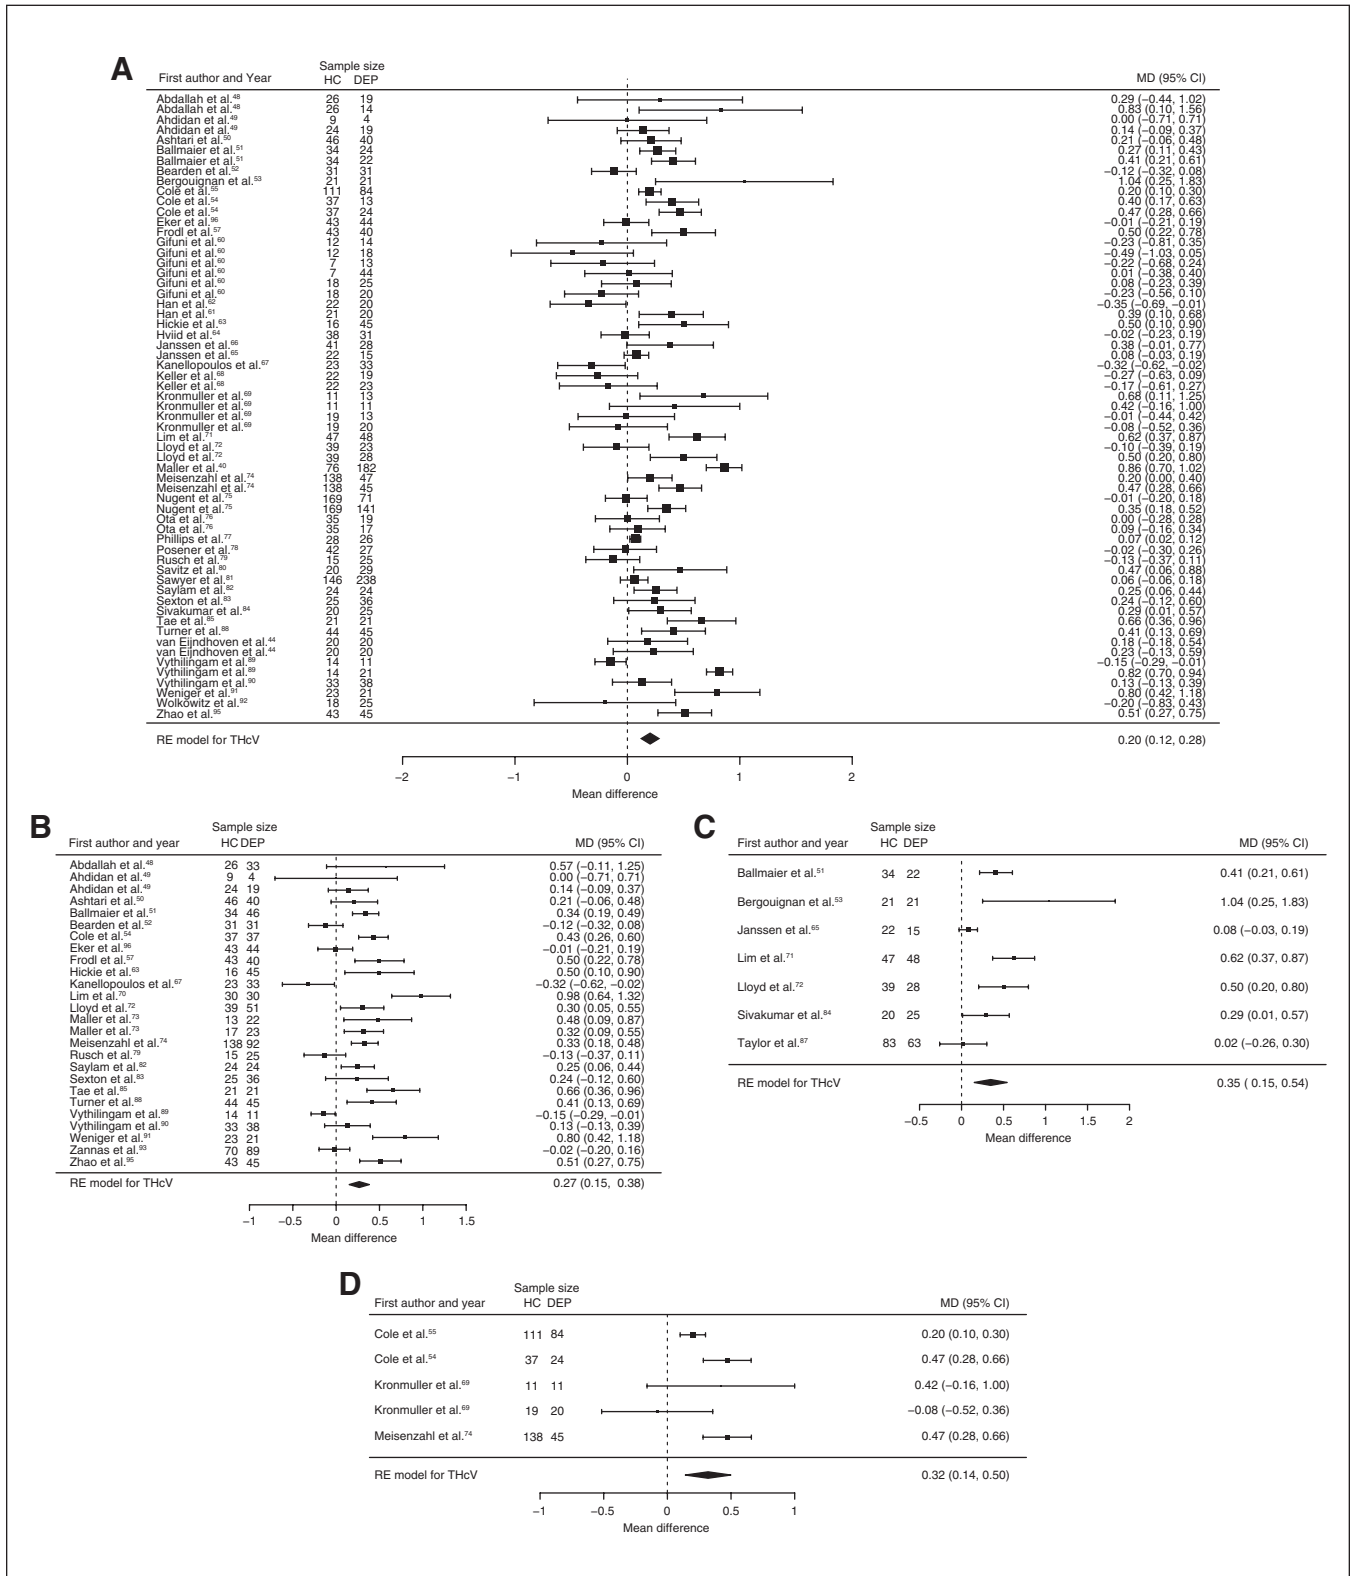 A
Sample size
First author and Year HC DEP MD (95% CI)
Abdallah et al.48 26 19 0.29 (−0.44, 1.02)
Abdallah et al.48 26 14 0.83 (0.10, 1.56)
Ahdidan et al.49 9 4 0.00 (−0.71, 0.71)
Ahdidan et al.49 24 19 0.14 (−0.09, 0.37)
Ashtari et al.50 46 40 0.21 (−0.06, 0.48)
Ballmaier et al.51 34 24 0.27 (0.11, 0.43)
Ballmaier et al.51 34 22 0.41 (0.21, 0.61)
Bearden et al.52 31 31 −0.12 (−0.32, 0.08)
Bergouignan et al.53 21 21 1.04 (0.25, 1.83)
Cole et al.55 111 84 0.20 (0.10, 0.30)
Cole et al.54 37 13 0.40 (0.17, 0.63)
Cole et al.54 37 24 0.47 (0.28, 0.66)
Eker et al.96 43 44 −0.01 (−0.21, 0.19)
Frodl et al.57 43 40 0.50 (0.22, 0.78)
Gifuni et al.60 12 14 −0.23 (−0.81, 0.35)
Gifuni et al.60 12 18 −0.49 (−1.03, 0.05)
Gifuni et al.60 7 13 −0.22 (−0.68, 0.24)
Gifuni et al.60 7 44 0.01 (−0.38, 0.40)
Gifuni et al.60 18 25 0.08 (−0.23, 0.39)
Gifuni et al.60 18 20 −0.23 (−0.56, 0.10)
Han et al.62 22 20 −0.35 (−0.69, −0.01)
Han et al.61 21 20 0.39 (0.10, 0.68)
Hickie et al.63 16 45 0.50 (0.10, 0.90)
Hviid et al.64 38 31 −0.02 (−0.23, 0.19)
Janssen et al.66 41 28 0.38 (−0.01, 0.77)
Janssen et al.65 22 15 0.08 (−0.03, 0.19)
Kanellopoulos et al.67 23 33 −0.32 (−0.62, −0.02)
Keller et al.68 22 19 −0.27 (−0.63, 0.09)
Keller et al.68 22 23 −0.17 (−0.61, 0.27)
Kronmuller et al.69 11 13 0.68 (0.11, 1.25)
Kronmuller et al.69 11 11 0.42 (−0.16, 1.00)
Kronmuller et al.69 19 13 −0.01 (−0.44, 0.42)
Kronmuller et al.69 19 20 −0.08 (−0.52, 0.36)
Lim et al.71 47 48 0.62 (0.37, 0.87)
Lloyd et al.72 39 23 −0.10 (−0.39, 0.19)
Lloyd et al.72 39 28 0.50 (0.20, 0.80)
Maller et al.40 76 182 0.86 (0.70, 1.02)
Meisenzahl et al.74 138 47 0.20 (0.00, 0.40)
Meisenzahl et al.74 138 45 0.47 (0.28, 0.66)
Nugent et al.75 169 71 −0.01 (−0.20, 0.18)
Nugent et al.75 169 141 0.35 (0.18, 0.52)
Ota et al.76 35 19 0.00 (−0.28, 0.28)
Ota et al.76 35 17 0.09 (−0.16, 0.34)
Phillips et al.77 28 26 0.07 (0.02, 0.12)
Posener et al.78 42 27 −0.02 (−0.30, 0.26)
Rusch et al.79 15 25 −0.13 (−0.37, 0.11)
Savitz et al.80 20 29 0.47 (0.06, 0.88)
Sawyer et al.81 146 238 0.06 (−0.06, 0.18)
Saylam et al.82 24 24 0.25 (0.06, 0.44)
Sexton et al.83 25 36 0.24 (−0.12, 0.60)
Sivakumar et al.84 20 25 0.29 (0.01, 0.57)
Tae et al.85 21 21 0.66 (0.36, 0.96)
Turner et al.88 44 45 0.41 (0.13, 0.69)
van Eijndhoven et al.44 20 20 0.18 (−0.18, 0.54)
van Eijndhoven et al.44 20 20 0.23 (−0.13, 0.59)
Vythilingam et al.89 14 11 −0.15 (−0.29, −0.01)
Vythilingam et al.89 14 21 0.82 (0.70, 0.94)
Vythilingam et al.90 33 38 0.13 (−0.13, 0.39)
Weniger et al.91 23 21 0.80 (0.42, 1.18)
Wolkowitz et al.92 18 25 −0.20 (−0.83, 0.43)
Zhao et al.95 43 45 0.51 (0.27, 0.75)
RE model for THcV 0.20 (0.12, 0.28)
−2 −1 0 1 2
Mean difference
B
Sample size
First author and year HC DEP MD (95% CI)
Abdallah et al.48 26 33 0.57 (−0.11, 1.25)
Ahdidan et al.49 9 4 0.00 (−0.71, 0.71)
Ahdidan et al.49 24 19 0.14 (−0.09, 0.37)
Ashtari et al.50 46 40 0.21 (−0.06, 0.48)
Ballmaier et al.51 34 46 0.34 (0.19, 0.49)
Bearden et al.52 31 31 −0.12 (−0.32, 0.08)
Cole et al.54 37 37 0.43 (0.26, 0.60)
Eker et al.96 43 44 −0.01 (−0.21, 0.19)
Frodl et al.57 43 40 0.50 (0.22, 0.78)
Hickie et al.63 16 45 0.50 (0.10, 0.90)
Kanellopoulos et al.67 23 33 −0.32 (−0.62, −0.02)
Lim et al.70 30 30 0.98 (0.64, 1.32)
Lloyd et al.72 39 51 0.30 (0.05, 0.55)
Maller et al.73 13 22 0.48 (0.09, 0.87)
Maller et al.73 17 23 0.32 (0.09, 0.55)
Meisenzahl et al.74 138 92 0.33 (0.18, 0.48)
Rusch et al.79 15 25 −0.13 (−0.37, 0.11)
Saylam et al.82 24 24 0.25 (0.06, 0.44)
Sexton et al.83 25 36 0.24 (−0.12, 0.60)
Tae et al.85 21 21 0.66 (0.36, 0.96)
Turner et al.88 44 45 0.41 (0.13, 0.69)
Vythilingam et al.89 14 11 −0.15 (−0.29, −0.01)
Vythilingam et al.90 33 38 0.13 (−0.13, 0.39)
Weniger et al.91 23 21 0.80 (0.42, 1.18)
Zannas et al.93 70 89 −0.02 (−0.20, 0.16)
Zhao et al.95 43 45 0.51 (0.27, 0.75)
RE model for THcV 0.27 (0.15, 0.38)
−1 −0.5 0 0.5 1 1.5
Mean difference
C
Sample size
First author and year HC DEP MD (95% CI)
Ballmaier et al.51 34 22 0.41 (0.21, 0.61)
Bergouignan et al.53 21 21 1.04 (0.25, 1.83)
Janssen et al.65 22 15 0.08 (−0.03, 0.19)
Lim et al.71 47 48 0.62 (0.37, 0.87)
Lloyd et al.72 39 28 0.50 (0.20, 0.80)
Sivakumar et al.84 20 25 0.29 (0.01, 0.57)
Taylor et al.87 83 63 0.02 (−0.26, 0.30)
RE model for THcV 0.35 ( 0.15, 0.54)
−0.5 0 0.5 1 1.5 2
Mean difference
D
Sample size
First author and year HC DEP MD (95% CI)
Cole et al.55 111 84 0.20 (0.10, 0.30)
Cole et al.54 37 24 0.47 (0.28, 0.66)
Kronmuller et al.69 11 11 0.42 (−0.16, 1.00)
Kronmuller et al.69 19 20 −0.08 (−0.52, 0.36)
Meisenzahl et al.74 138 45 0.47 (0.28, 0.66)
RE model for THcV 0.32 (0.14, 0.50)
−1 −0.5 0 0.5 1
Mean difference